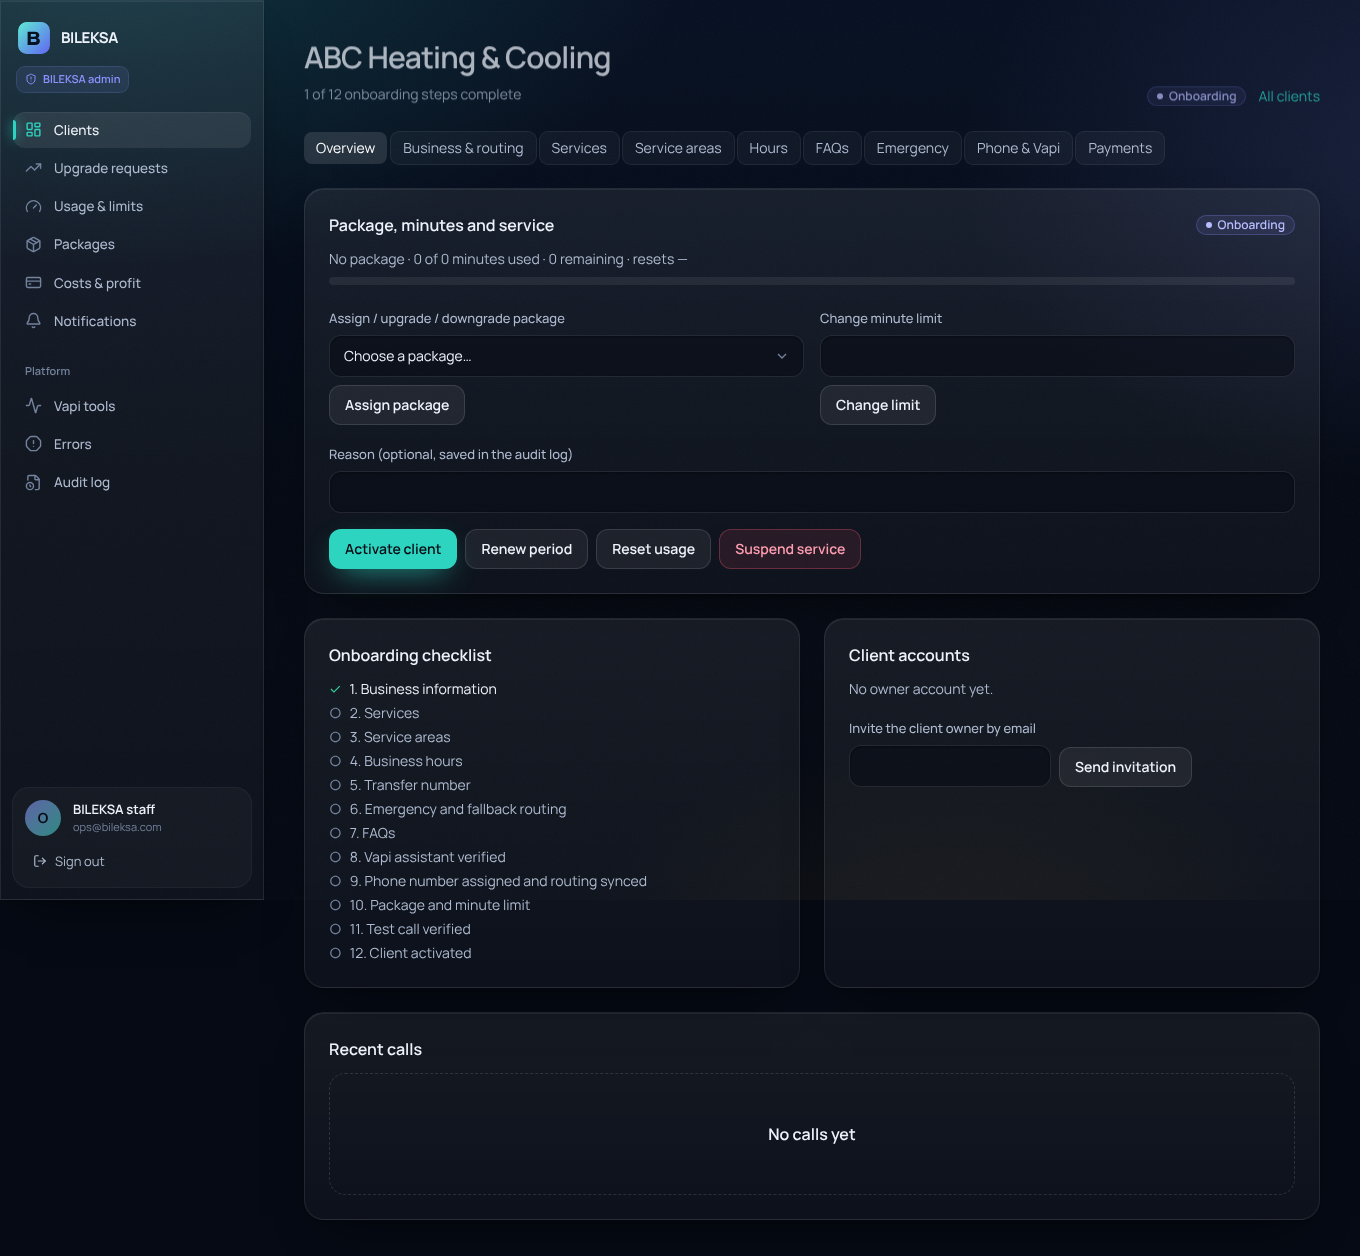 B
BILEKSA
BILEKSA admin
Clients
Upgrade requests
Usage & limits
Packages
Costs & profit
Notifications
Platform
Vapi tools
Errors
Audit log
O
BILEKSA staff
ops@bileksa.com
Sign out
ABC Heating & Cooling
1 of 12 onboarding steps complete
Onboarding
All clients
Overview
Business & routing
Services
Service areas
Hours
FAQs
Emergency
Phone & Vapi
Payments
Package, minutes and service
Onboarding
No package · 0 of 0 minutes used · 0 remaining · resets —
Assign / upgrade / downgrade package
Change minute limit
Choose a package...
Assign package
Change limit
Reason (optional, saved in the audit log)
Activate client
Renew period
Reset usage
Suspend service
Onboarding checklist
1. Business information
2. Services
3. Service areas
4. Business hours
5. Transfer number
6. Emergency and fallback routing
7. FAQs
8. Vapi assistant verified
9. Phone number assigned and routing synced
10. Package and minute limit
11. Test call verified
12. Client activated
Client accounts
No owner account yet.
Invite the client owner by email
Send invitation
Recent calls
No calls yet